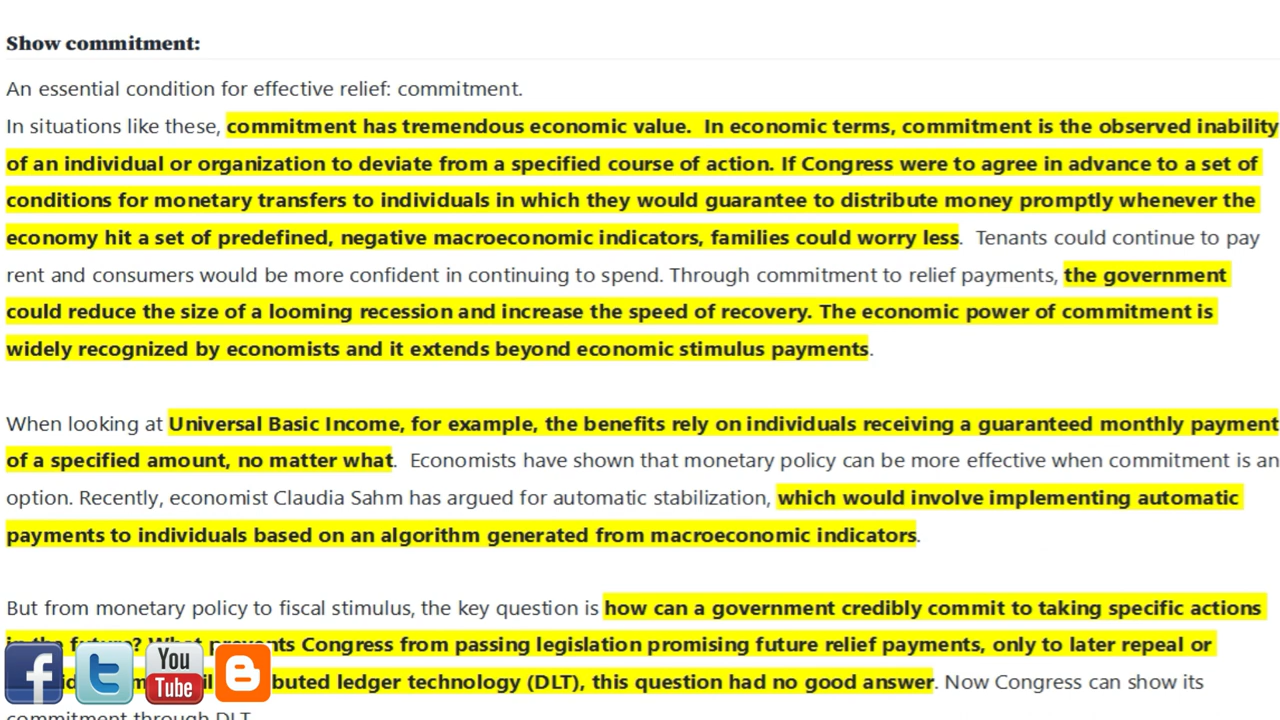 Show commitment:
An essential condition for effective relief: commitment.
In situations like these, commitment has tremendous economic value. In economic terms, commitment is the observed inability
of an individual or organization to deviate from a specified course of action. If Congress were to agree in advance to a set of
conditions for monetary transfers to individuals in which they would guarantee to distribute money promptly whenever the
economy hit a set of predefined, negative macroeconomic indicators, families could worry less. Tenants could continue to pay
rent and consumers would be more confident in continuing to spend. Through commitment to relief payments, the government
could reduce the size of a looming recession and increase the speed of recovery. The economic power of commitment is
widely recognized by economists and it extends beyond economic stimulus payments.
When looking at Universal Basic Income, for example, the benefits rely on individuals receiving a guaranteed monthly payment
of a specified amount, no matter what. Economists have shown that monetary policy can be more effective when commitment is an
option. Recently, economist Claudia Sahm has argued for automatic stabilization, which would involve implementing automatic
payments to individuals based on an algorithm generated from macroeconomic indicators.
But from monetary policy to fiscal stimulus, the key question is how can a government credibly commit to taking specific actions
in the future? What prevents Congress from passing legislation promising future relief payments, only to later repeal or
ledger technology (DLT), this question had no good answer. Now Congress can show its
commitment through DLT
You
Tube